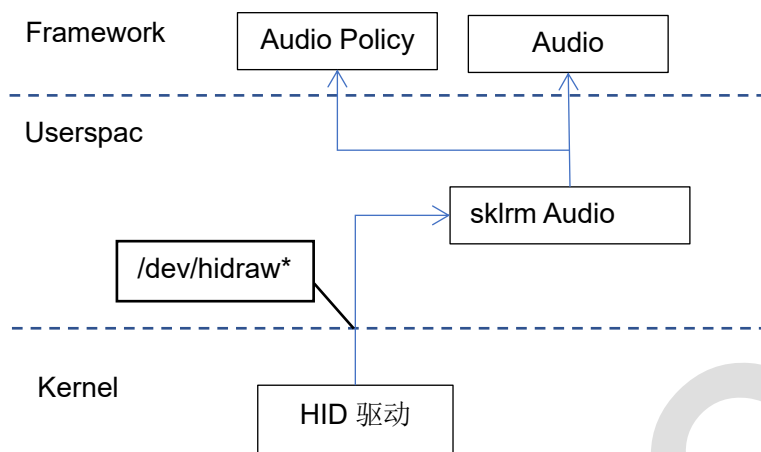 Framework
Audio Policy
Audio
Userspac
sklrm Audio
/dev/hidraw*
Kernel
HID 驱动